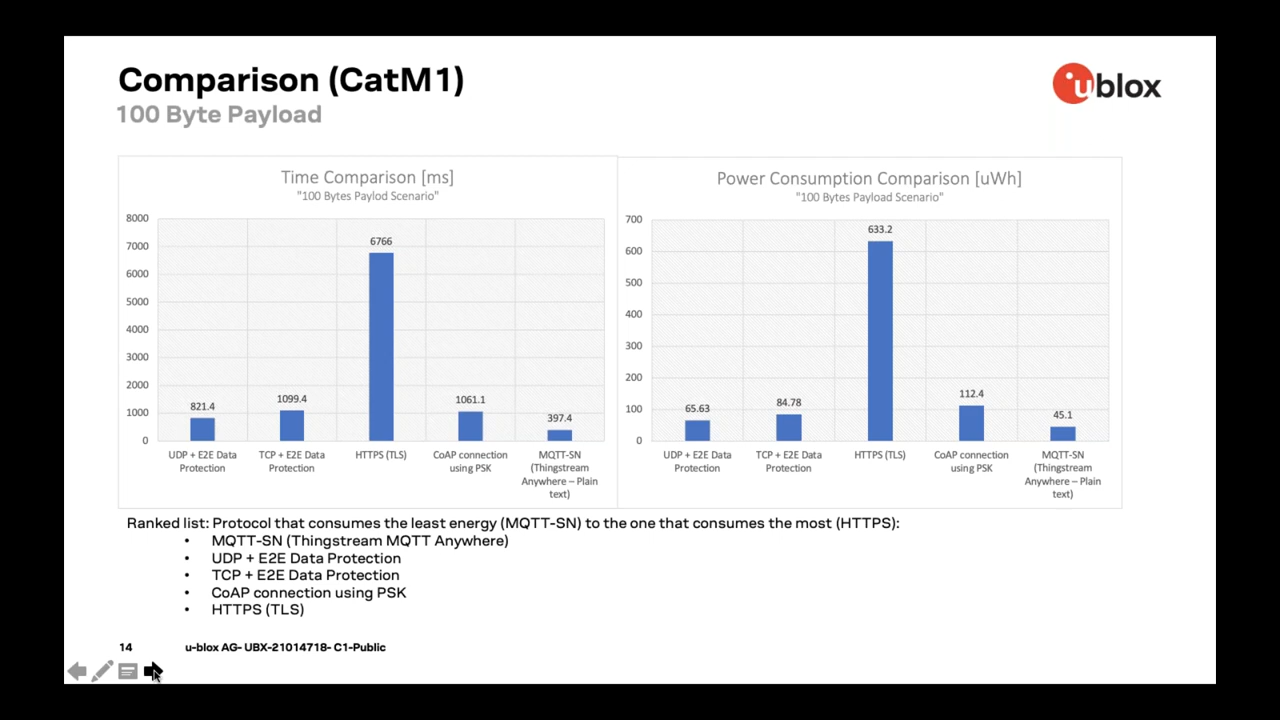 Comparison (CatM1)
100 Byte Payload
ublox
Time Comparison [ms]
"100 Bytes Paylod Scenario"
8000
7000
6000
5000
4000
3000
2000
1000
0
821.4
1099.4
6766
1061.1
397.4
UDP + E2E Data
Protection
TCP + E2E Data
Protection
HTTPS (TLS)
CoAP connection
using PSK
MQTT-SN
(Thingstream
Anywhere – Plain
text)
Power Consumption Comparison [uWh]
"100 Bytes Payload Scenario"
700
600
500
400
300
200
100
0
65.63
84.78
633.2
112.4
45.1
UDP + E2E Data
Protection
TCP + E2E Data
Protection
HTTPS (TLS)
CoAP connection
using PSK
MQTT-SN
(Thingstream
Anywhere – Plain
text)
Ranked list: Protocol that consumes the least energy (MQTT-SN) to the one that consumes the most (HTTPS):
• MQTT-SN (Thingstream MQTT Anywhere)
• UDP + E2E Data Protection
• TCP + E2E Data Protection
• CoAP connection using PSK
• HTTPS (TLS)
14 u-blox AG- UBX-21014718- C1-Public